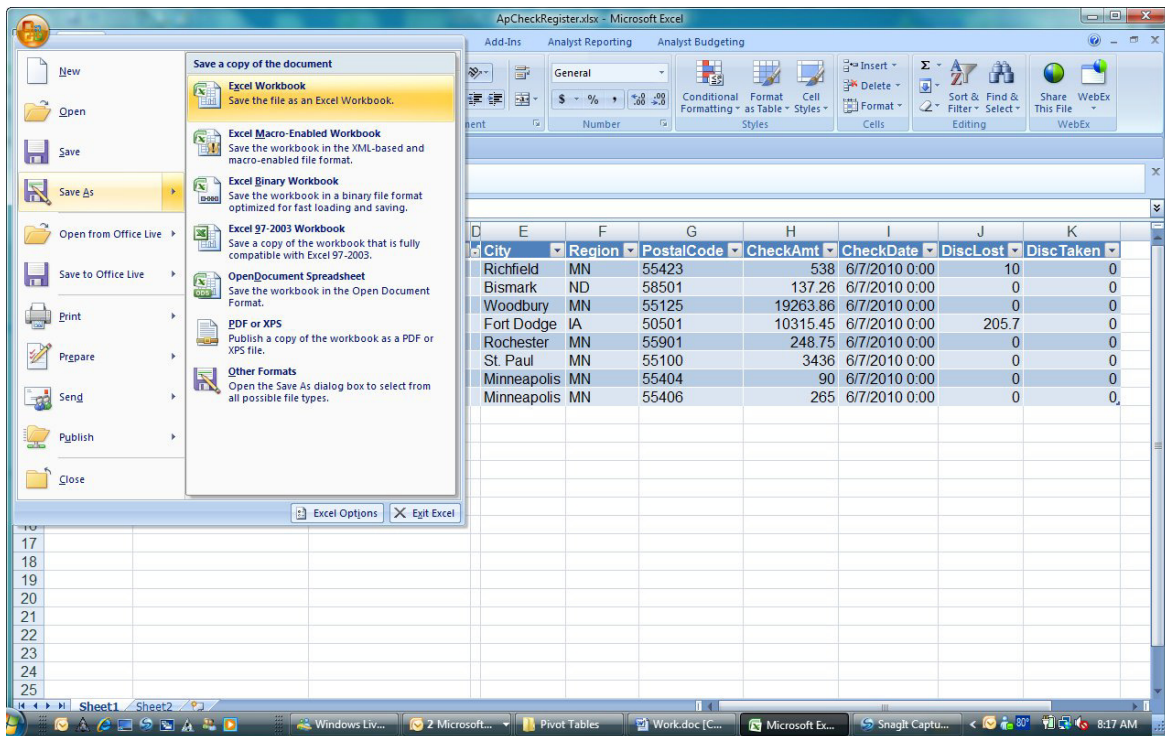 ApCheckRegister.xlsx - Microsoft Excel
Add-Ins Analyst Reporting Analyst Budgeting
New
Open
Save
Save As
Open from Office Live
Save to Office Live
Print
Prepare
Send
Publish
Close
Save a copy of the document
Excel Workbook
Save the file as an Excel Workbook.
Excel Macro-Enabled Workbook
Save the workbook in the XML-based and
macro-enabled file format.
Excel Binary Workbook
Save the workbook in a binary file format
optimized for fast loading and saving.
Excel 97-2003 Workbook
Save a copy of the workbook that is fully
compatible with Excel 97-2003.
OpenDocument Spreadsheet
Save the workbook in the Open Document
Format.
PDF or XPS
Publish a copy of the workbook as a PDF or
XPS file.
Other Formats
Open the Save As dialog box to select from
all possible file types.
Excel Options Exit Excel
General
$ % ,
Number
Conditional Formatting
Format as Table
Cell Styles
Styles
Insert
Delete
Format
Cells
Σ
Sort & Filter
Find & Select
Editing
Share This File
WebEx
WebEx
D E F G H I J K
City Region PostalCode CheckAmt CheckDate DiscLost DiscTaken
Richfield MN 55423 538 6/7/2010 0:00 10 0
Bismark ND 58501 137.26 6/7/2010 0:00 0 0
Woodbury MN 55125 19263.86 6/7/2010 0:00 0 0
Fort Dodge IA 50501 10315.45 6/7/2010 0:00 205.7 0
Rochester MN 55901 248.75 6/7/2010 0:00 0 0
St. Paul MN 55100 3436 6/7/2010 0:00 0 0
Minneapolis MN 55404 90 6/7/2010 0:00 0 0
Minneapolis MN 55406 265 6/7/2010 0:00 0 0
17
18
19
20
21
22
23
24
25
Sheet1 Sheet2
Windows Liv... 2 Microsoft... Pivot Tables Work.doc [C... Microsoft Ex... SnagIt Captu... 80° 8:17 AM